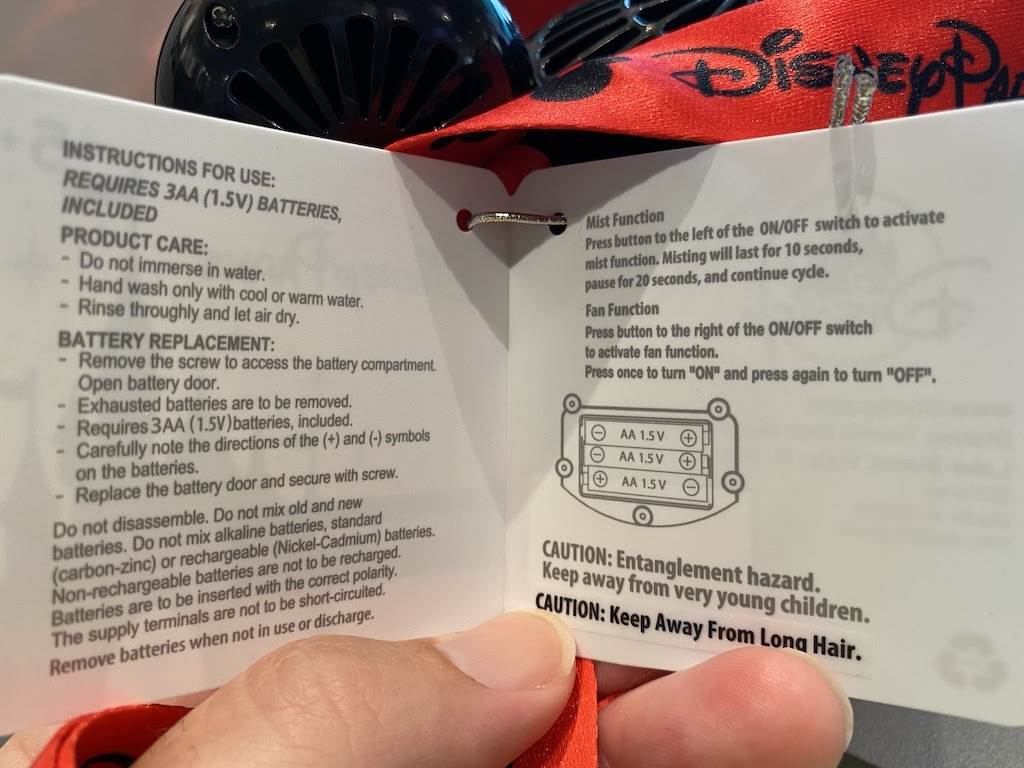 Disney Pa
INSTRUCTIONS FOR USE:
REQUIRES 3AA (1.5V) BATTERIES,
INCLUDED
PRODUCT CARE:
- Do not immerse in water.
- Hand wash only with cool or warm water.
- Rinse throughly and let air dry.
BATTERY REPLACEMENT:
- Remove the screw to access the battery compartment.
Open battery door.
- Exhausted batteries are to be removed.
- Requires 3AA (1.5V) batteries, included.
- Carefully note the directions of the (+) and (-) symbols
on the batteries.
- Replace the battery door and secure with screw.
Do not disassemble. Do not mix old and new
batteries. Do not mix alkaline batteries, standard
(carbon-zinc) or rechargeable (Nickel-Cadmium) batteries.
Non-rechargeable batteries are not to be recharged.
Batteries are to be inserted with the correct polarity.
The supply terminals are not to be short-circuited.
Remove batteries when not in use or discharge.
Mist Function
Press button to the left of the ON/OFF switch to activate
mist function. Misting will last for 10 seconds,
pause for 20 seconds, and continue cycle.
Fan Function
Press button to the right of the ON/OFF switch
to activate fan function.
Press once to turn "ON" and press again to turn "OFF".
- AA 1.5V +
- AA 1.5V +
+ AA 1.5V -
CAUTION: Entanglement hazard.
Keep away from very young children.
CAUTION: Keep Away From Long Hair.